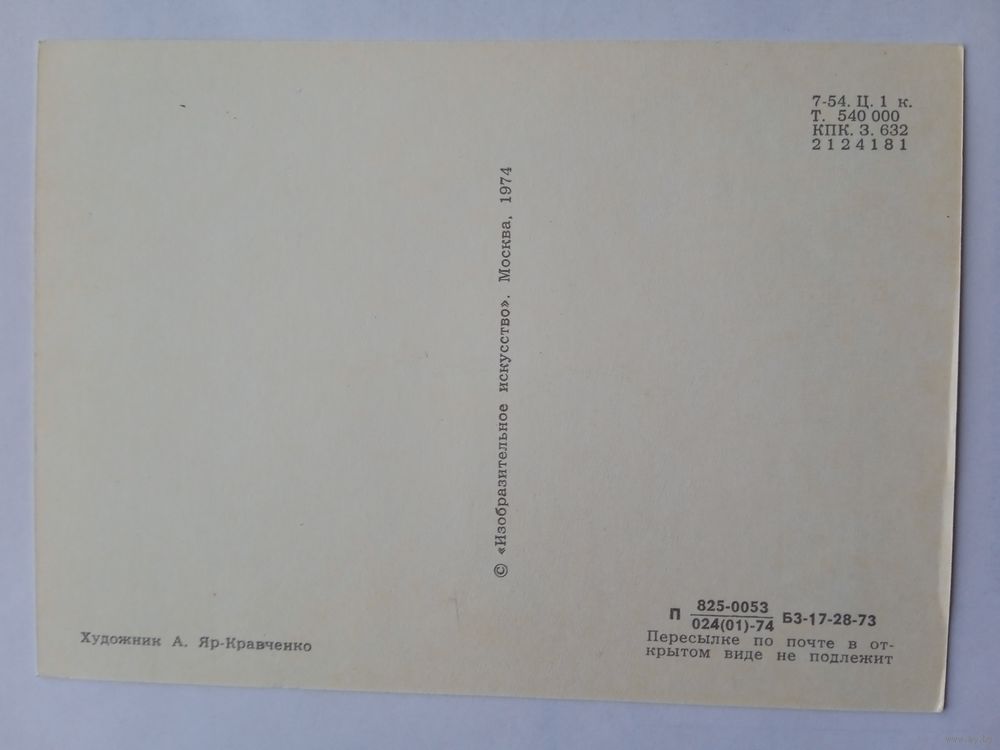 7-54. Ц. 1 к.
Т. 540 000
КПК. З. 632
2124181
© «Изобразительное искусство». Москва, 1974
Художник А. Яр-Кравченко
П 825-0053 Б3-17-28-73
024(01)-74
Пересылке по почте в от-
крытом виде не подлежит